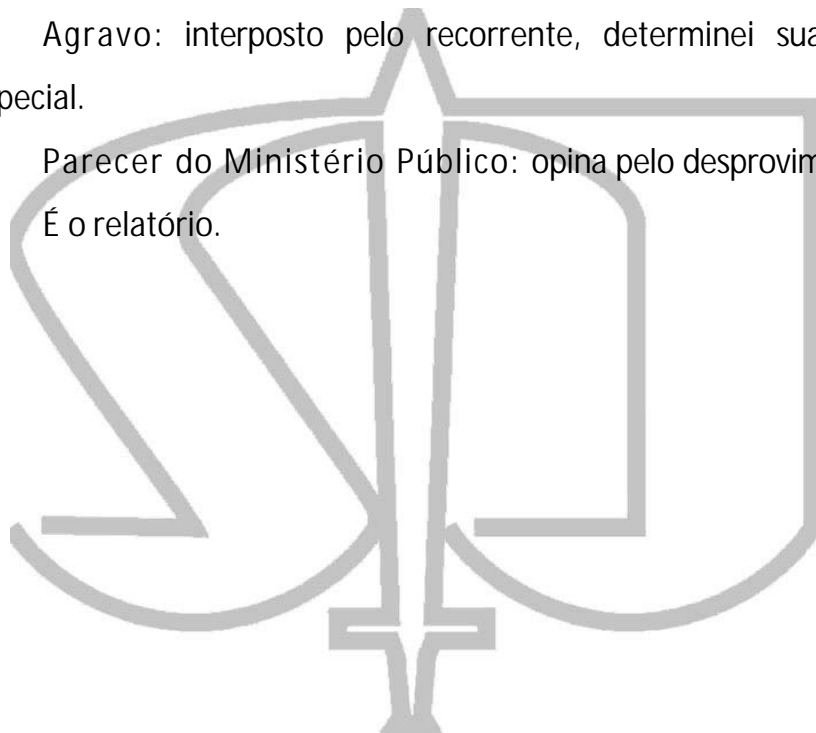 Agravo: interposto pelo recorrente, determinei sua
pecial.
Parecer do Ministério Público: opina pelo desprovim
É o relatório.